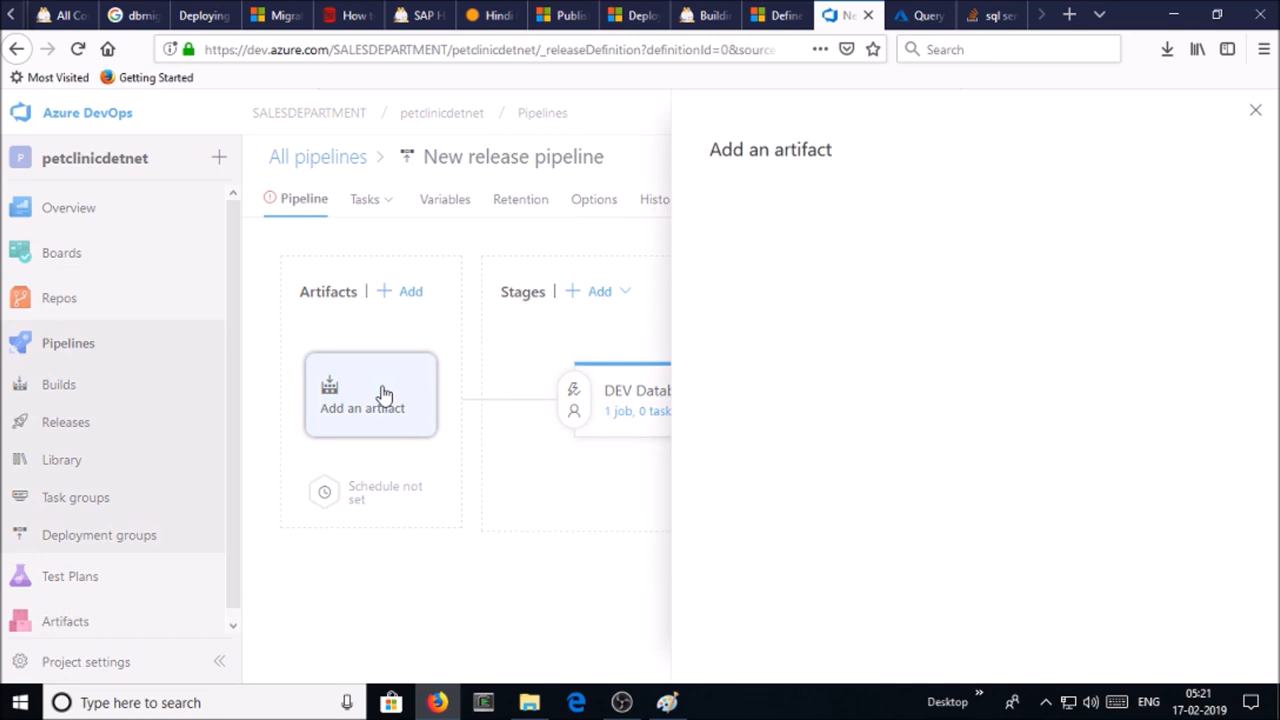 All Co
dbmig
Deploying
Migrat
How t
SAP H
Hindi
Publis
Deplo
Buildin
Define
Ne
Query
sql ser
https://dev.azure.com/SALESDEPARTMENT/petclinicdetnet/_releaseDefinition?definitionId=0&source
Search
Most Visited
Getting Started
Azure DevOps
SALESDEPARTMENT / petclinicdetnet / Pipelines
P petclinicdetnet
All pipelines > New release pipeline
Add an artifact
Pipeline
Tasks
Variables
Retention
Options
Histo
Overview
Boards
Repos
Pipelines
Builds
Releases
Library
Task groups
Deployment groups
Test Plans
Artifacts
Project settings
Artifacts | + Add
Stages | + Add
Add an artifact
Schedule not
set
DEV Datab
1 job, 0 task
Type here to search
Desktop
ENG
05:21
17-02-2019